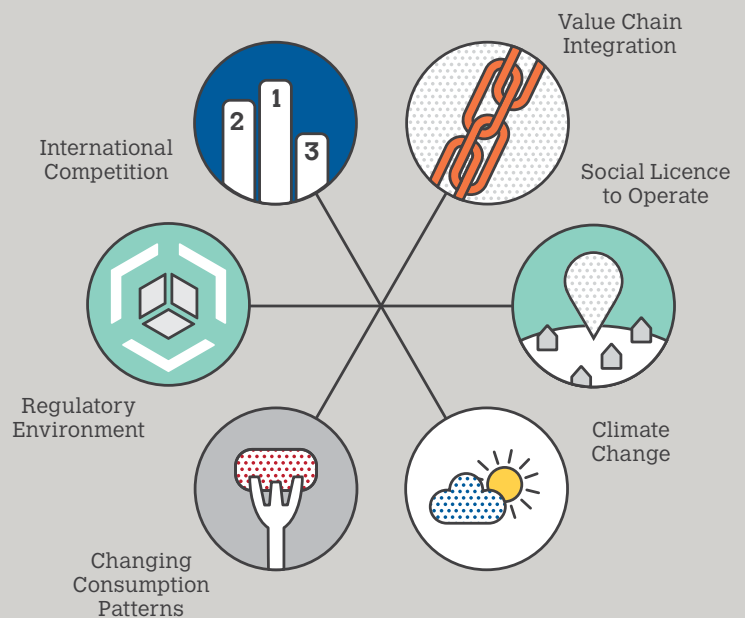 Value Chain
Integration
2
1
3
International
Competition
Social Licence
to Operate
Regulatory
Environment
Climate
Change
Changing
Consumption
Patterns